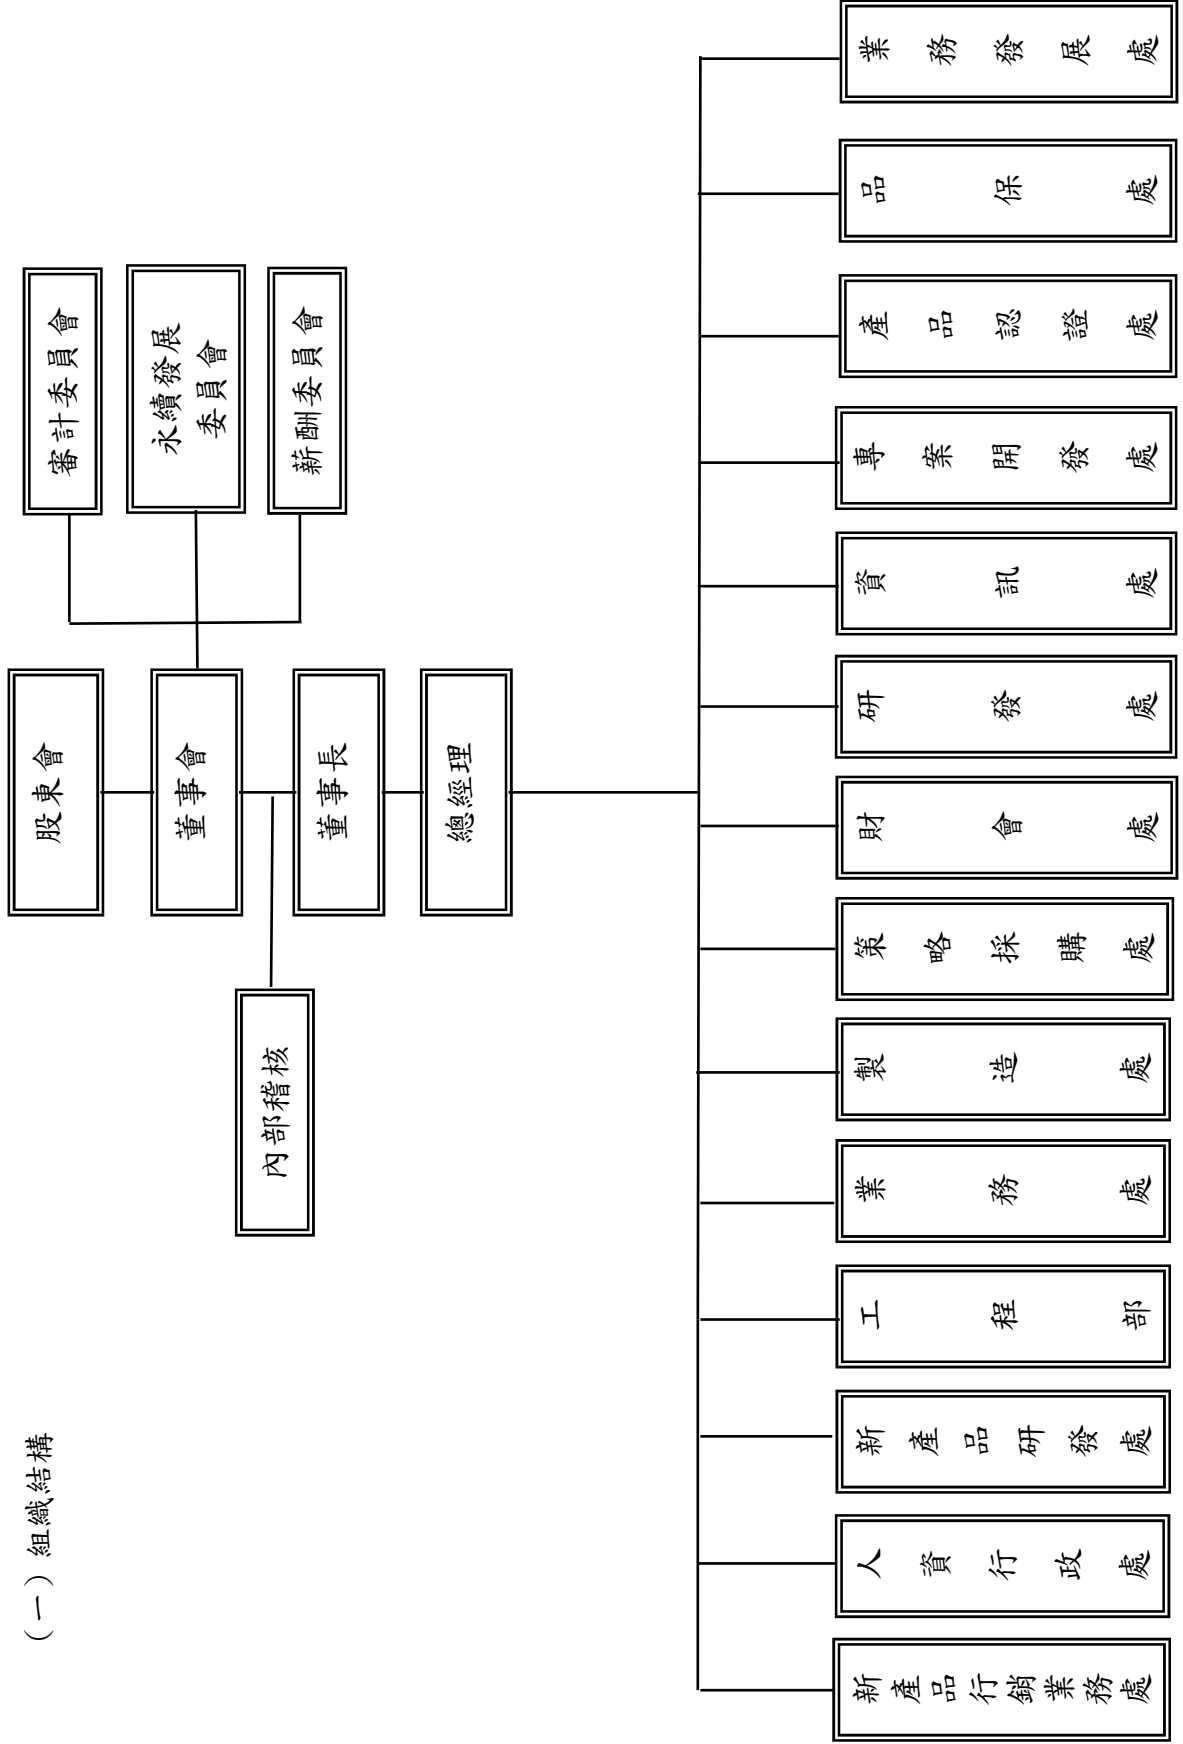 （一）組織結構
股東會
董事會
審計委員會
永續發展
委員會
薪酬委員會
內部稽核
董事長
總經理
新產品行銷業務處
人資行政處
新產品研發處
工程部
業務處
製造處
策略採購處
財會處
研發處
資訊處
專案開發處
產品認證處
品保處
業務發展處